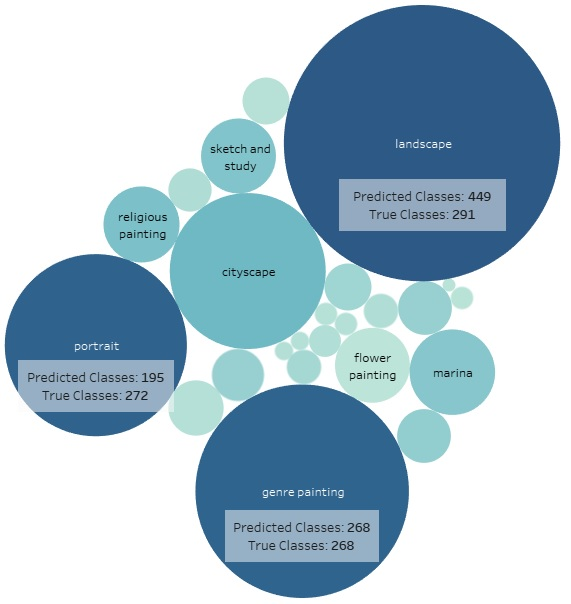 landscape
Predicted Classes: 449
True Classes: 291
sketch and
study
religious
painting
cityscape
portrait
Predicted Classes: 195
True Classes: 272
flower
painting
marina
genre painting
Predicted Classes: 268
True Classes: 268